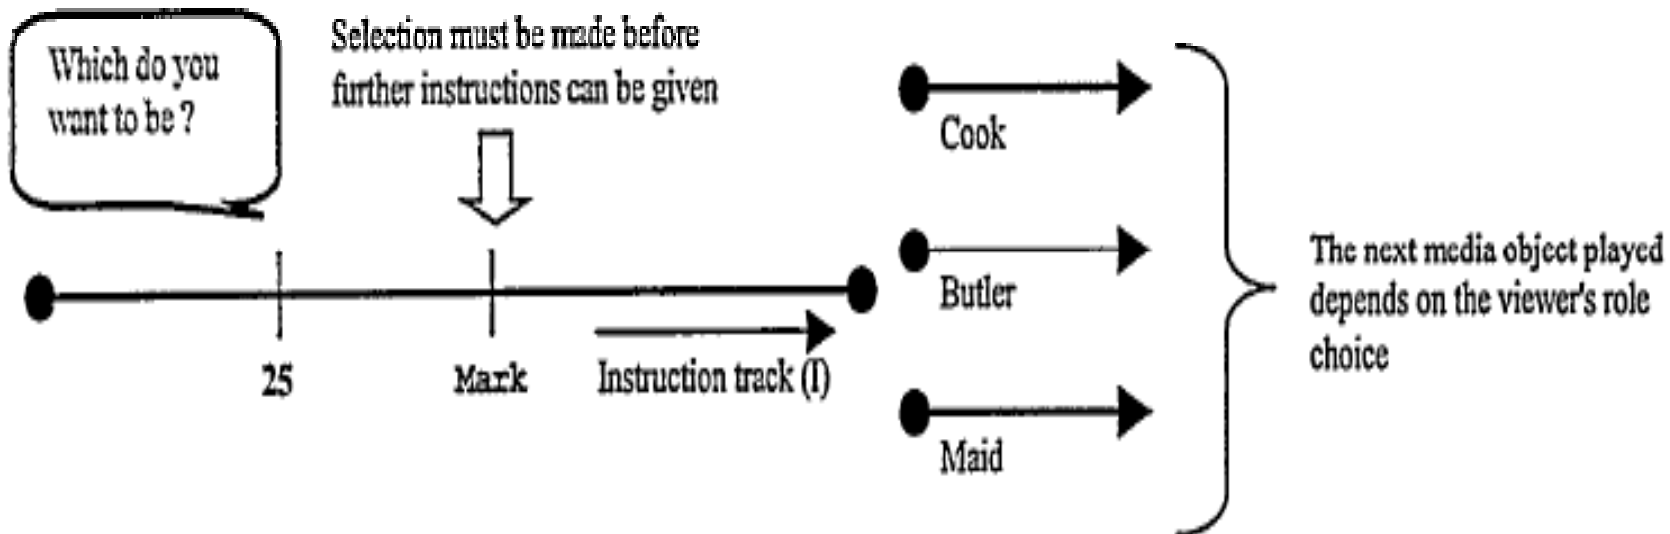 Which do you
want to be ?
Selection must be made before
further instructions can be given
25
Mark
Instruction track (I)
Cook
Butler
Maid
The next media object played
depends on the viewer's role
choice